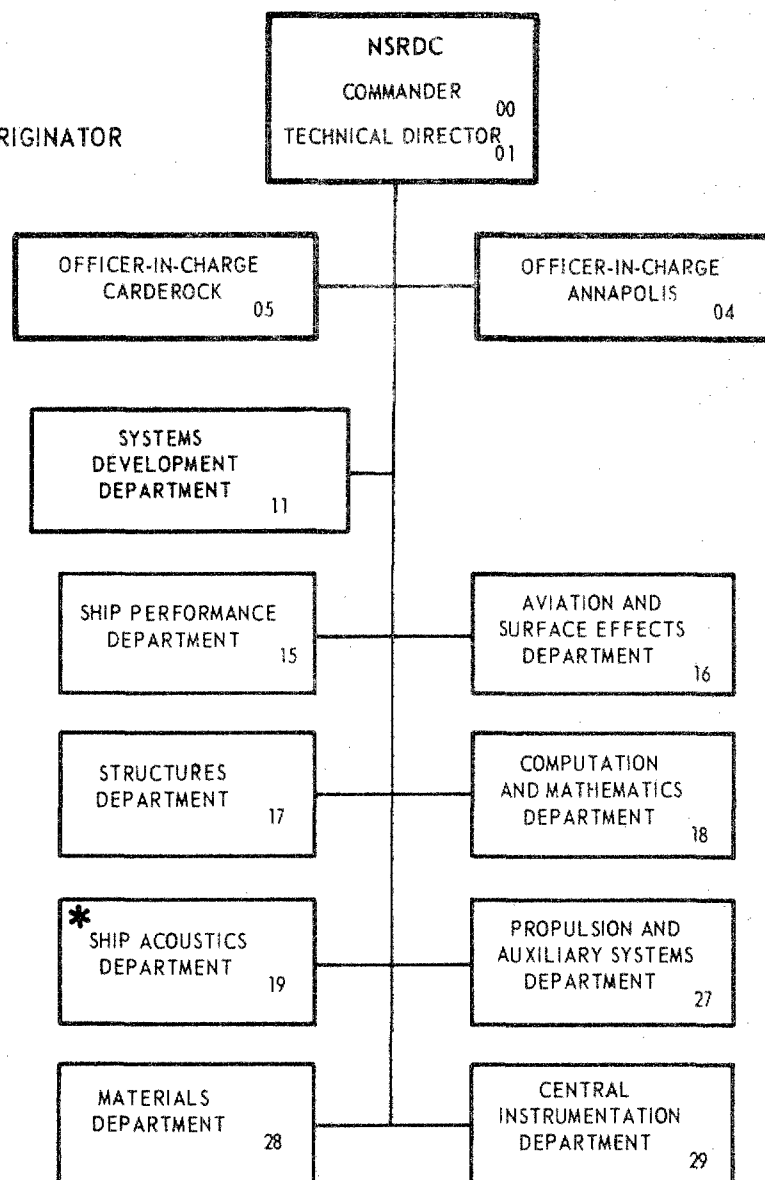 NSRDC
COMMANDER
00
TECHNICAL DIRECTOR
01
RIGINATOR
OFFICER-IN-CHARGE
CARDEROCK
05
OFFICER-IN-CHARGE
ANNAPOLIS
04
SYSTEMS
DEVELOPMENT
DEPARTMENT
11
SHIP PERFORMANCE
DEPARTMENT
15
AVIATION AND
SURFACE EFFECTS
DEPARTMENT
16
STRUCTURES
DEPARTMENT
17
COMPUTATION
AND MATHEMATICS
DEPARTMENT
18
*
SHIP ACOUSTICS
DEPARTMENT
19
PROPULSION AND
AUXILIARY SYSTEMS
DEPARTMENT
27
MATERIALS
DEPARTMENT
28
CENTRAL
INSTRUMENTATION
DEPARTMENT
29